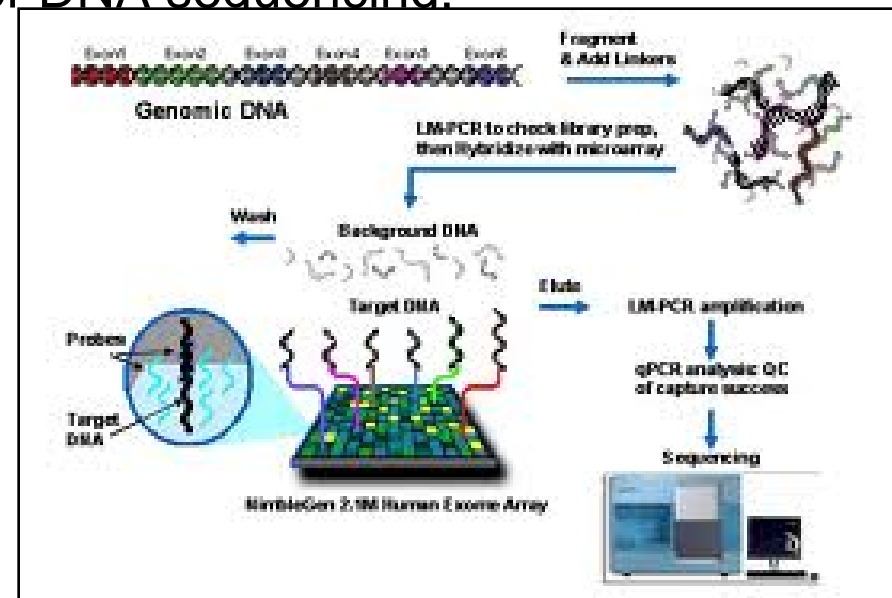 or DNA sequencing.
Exon1 Exon2 Exon3 Exon4 Exon5 Exon6
Genomic DNA
Fragment
& Add Linkers
LM-PCR to check library prep,
then Hybridize with microarray
Wash
Background DNA
Target DNA
Elute
LM-PCR amplification
qPCR analysis: QC
of capture success
Sequencing
Probes
Target
DNA
NimbleGen 2.1M Human Exome Array